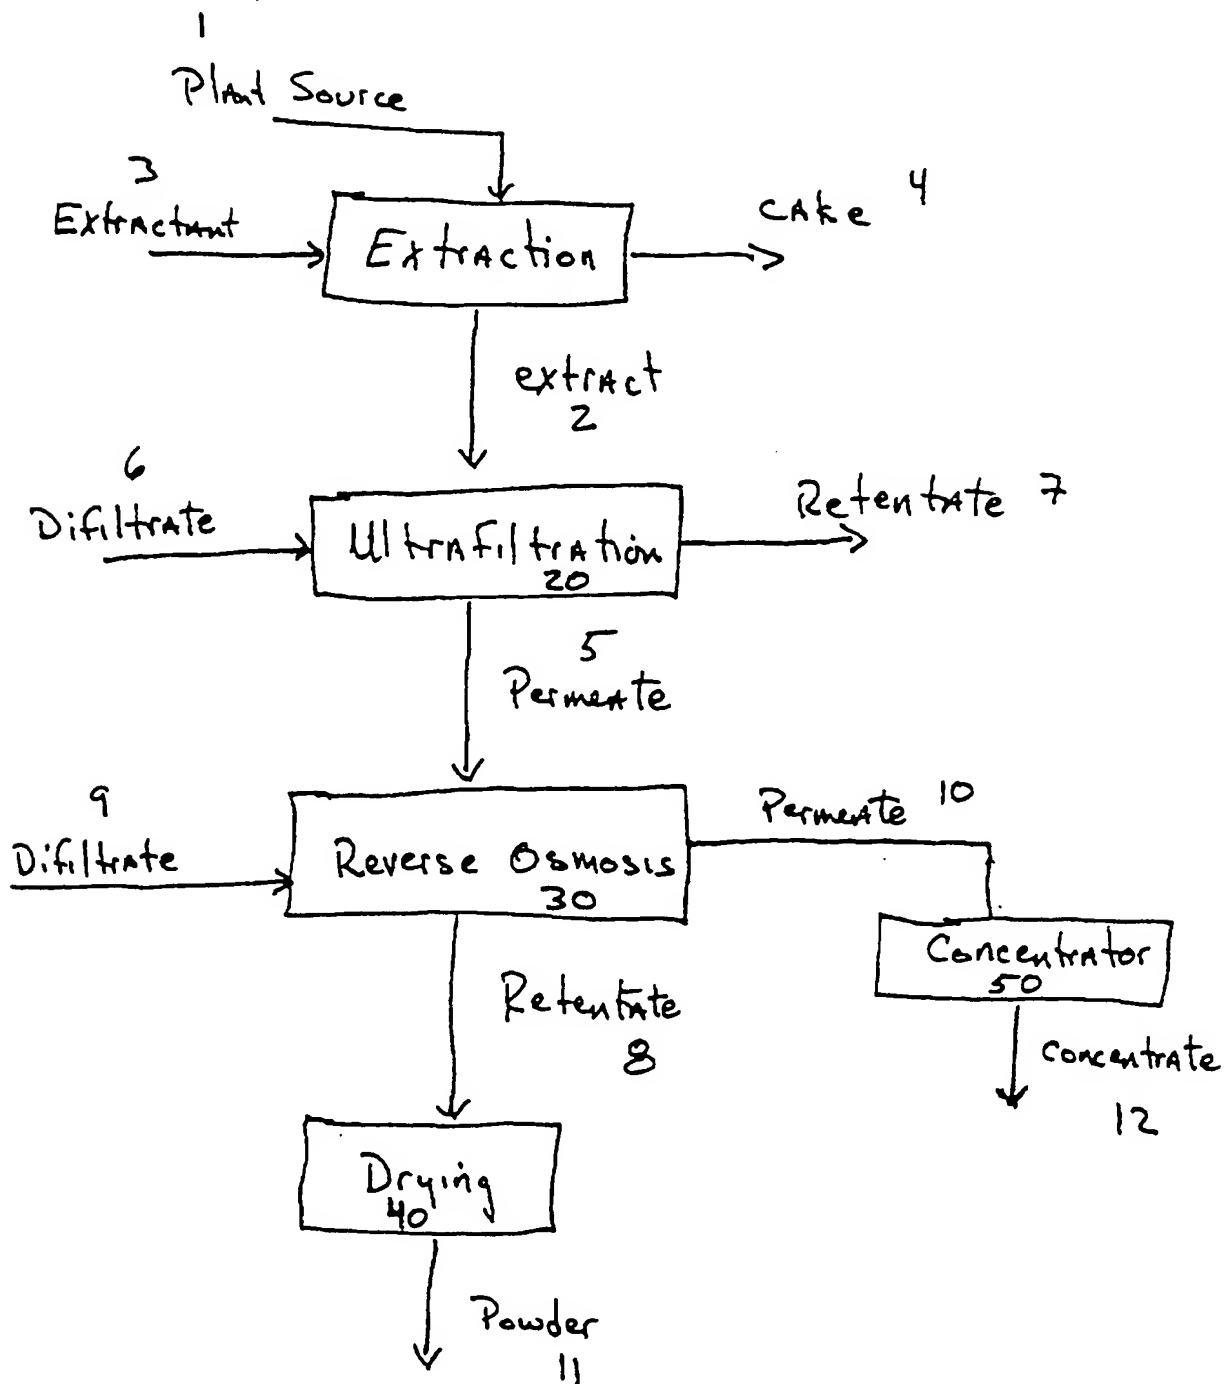 1
Plant Source
3
Extractant
Extraction
Cake 4
extract
2
6
Difiltrate
Ultrafiltration
20
Retentate 7
5
Permeate
9
Difiltrate
Reverse Osmosis
30
Permeate 10
Concentrator
50
Retentate
8
Concentrate
12
Drying
40
Powder
11